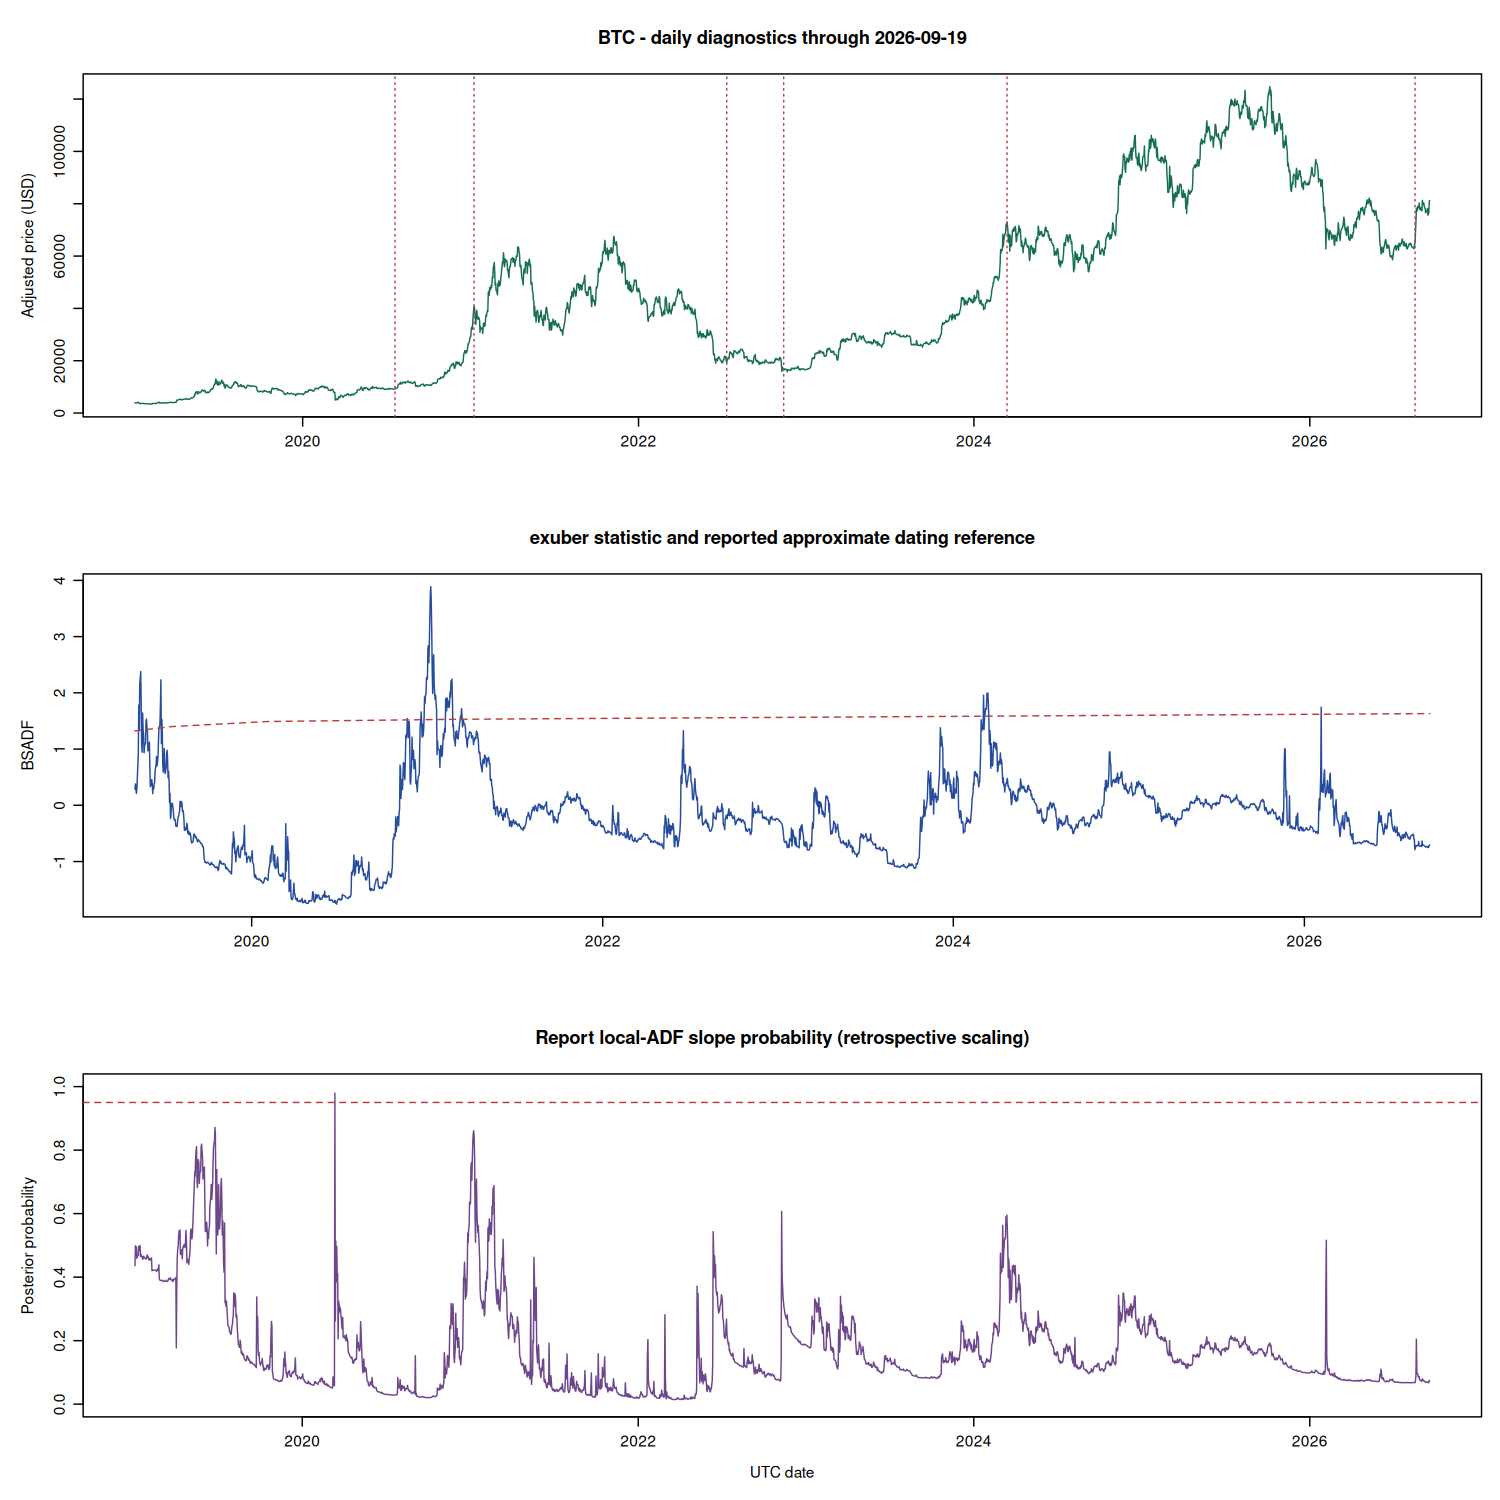 BTC - daily diagnostics through 2026-09-19
Adjusted price (USD)
100000
60000
20000
0
2020 2022 2024 2026
exuber statistic and reported approximate dating reference
BSADF
4
3
2
1
0
-1
2020 2022 2024 2026
Report local-ADF slope probability (retrospective scaling)
Posterior probability
1.0
0.8
0.6
0.4
0.2
0.0
2020 2022 2024 2026
UTC date